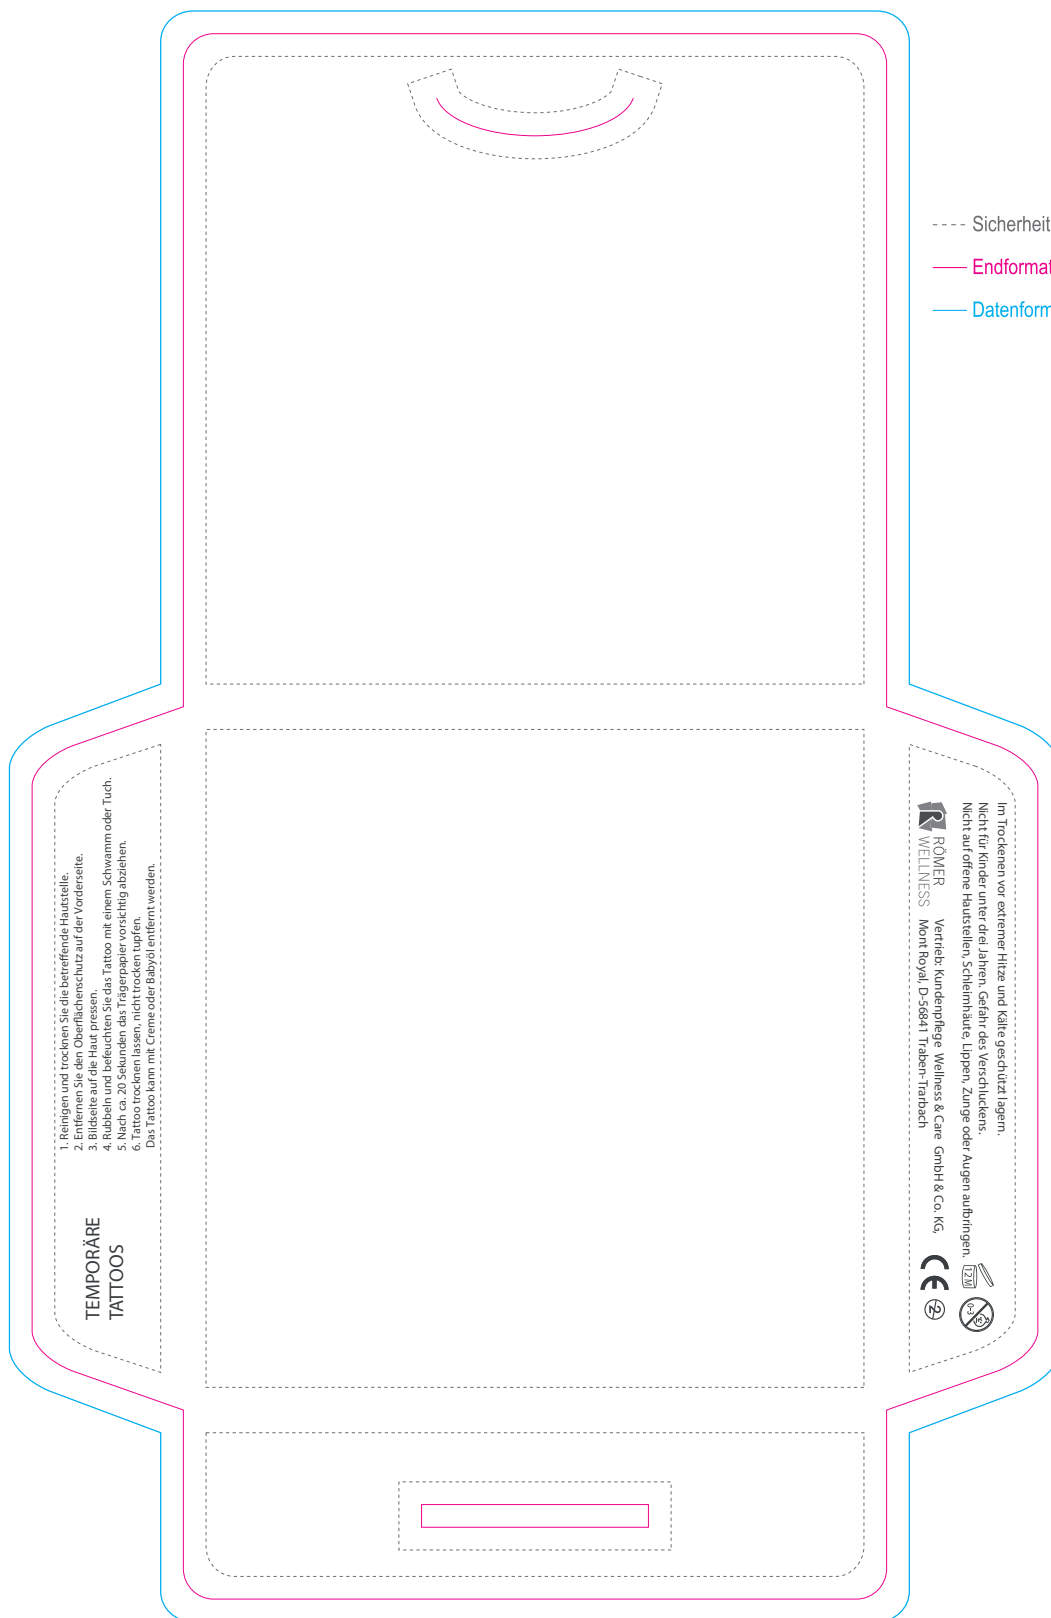 Sicherheit
Endformat
Datenform
1. Reinigen und trocknen Sie die betreffende Hautstelle.
2. Entfernen Sie den Oberflächenschutz auf der Vorderseite.
3. Bildseite auf die Haut pressen.
4. Rubbeln und befeuchten Sie das Tattoo mit einem Schwamm oder Tuch.
5. Nach ca. 20 Sekunden das Trägerpapier vorsichtig abziehen.
6. Tattoo trocknen lassen, nicht trocken tupfen.
Das Tattoo kann mit Creme oder Babyöl entfernt werden.
TEMPORÄRE
TATTOOS
Im Trockenen vor extremer Hitze und Kälte geschützt lagern.
Nicht für Kinder unter drei Jahren. Gefahr des Verschluckens.
Nicht auf offene Hautstellen, Schleimhäute, Lippen, Zunge oder Augen aufbringen.
12 M
0-3
R
RÖMER
WELLNESS
Vertrieb: Kundenpflege Wellness & Care GmbH & Co. KG,
Mont Royal, D-56841 Traben-Trarbach
CE
2